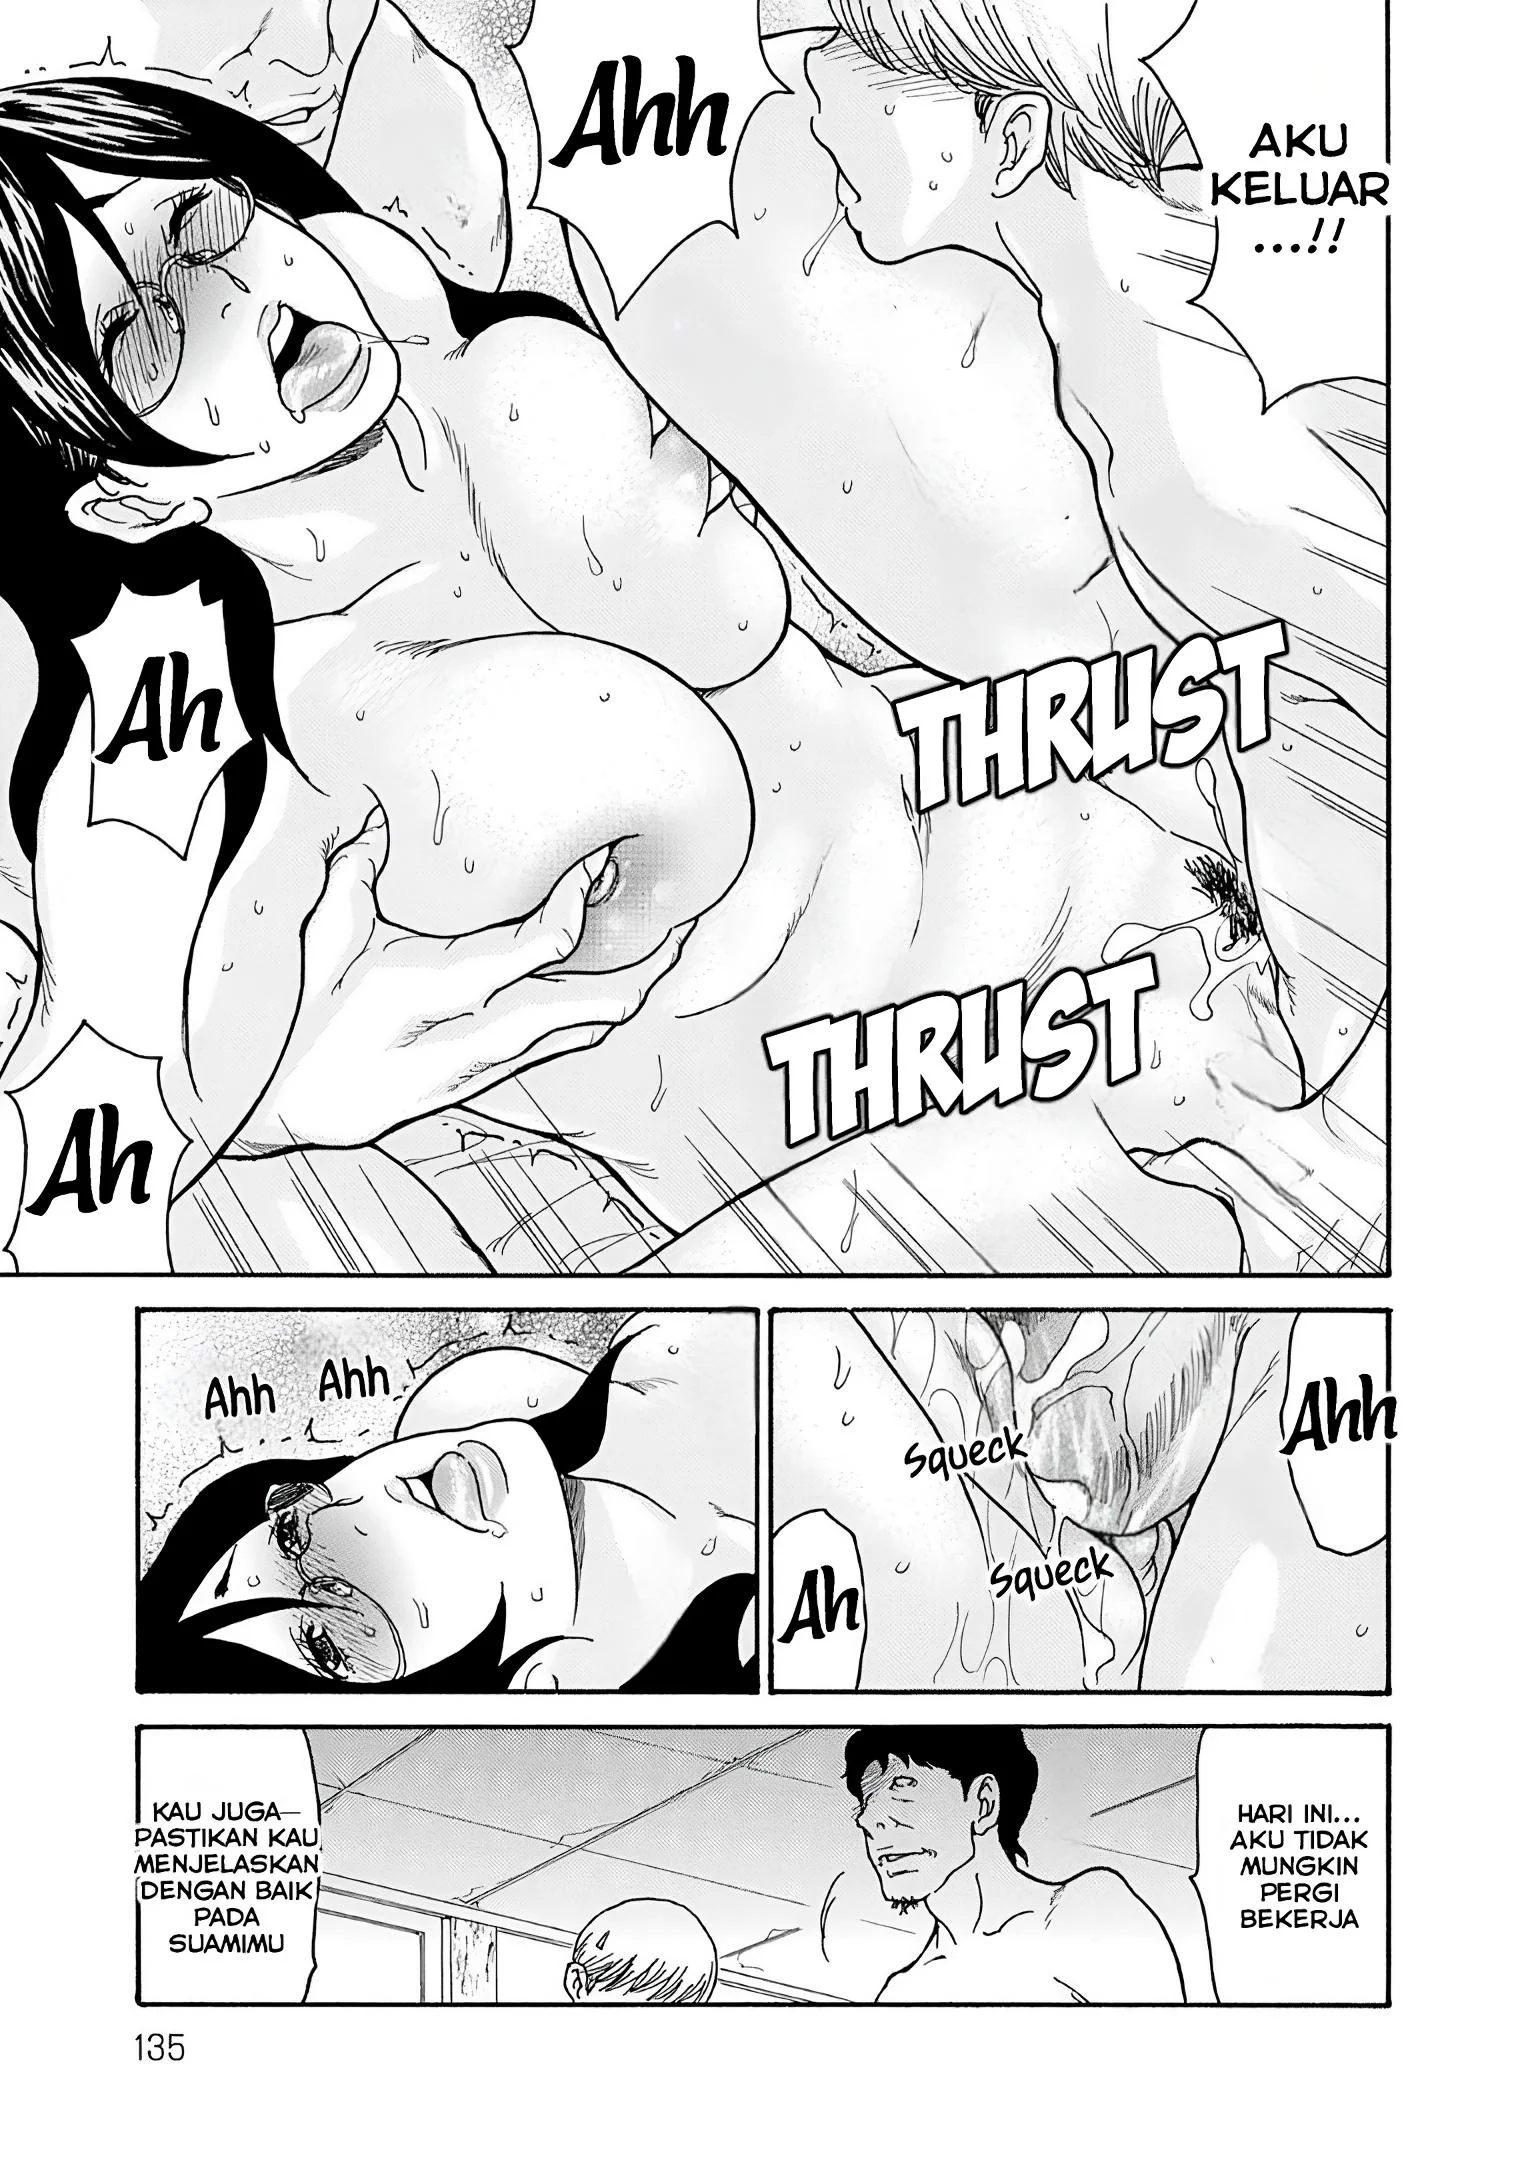 AKU
KELUAR
...!!
Ahh
Ah
Ah
THRUST
THRUST
Ahh
Squeck
Squeck
Ah
Ahh Ahh
HARI INI...
AKU TIDAK
MUNGKIN
PERGI
BEKERJA
KAU JUGA—
PASTIKAN KAU
MENJELASKAN
DENGAN BAIK
PADA
SUAMIMU
135